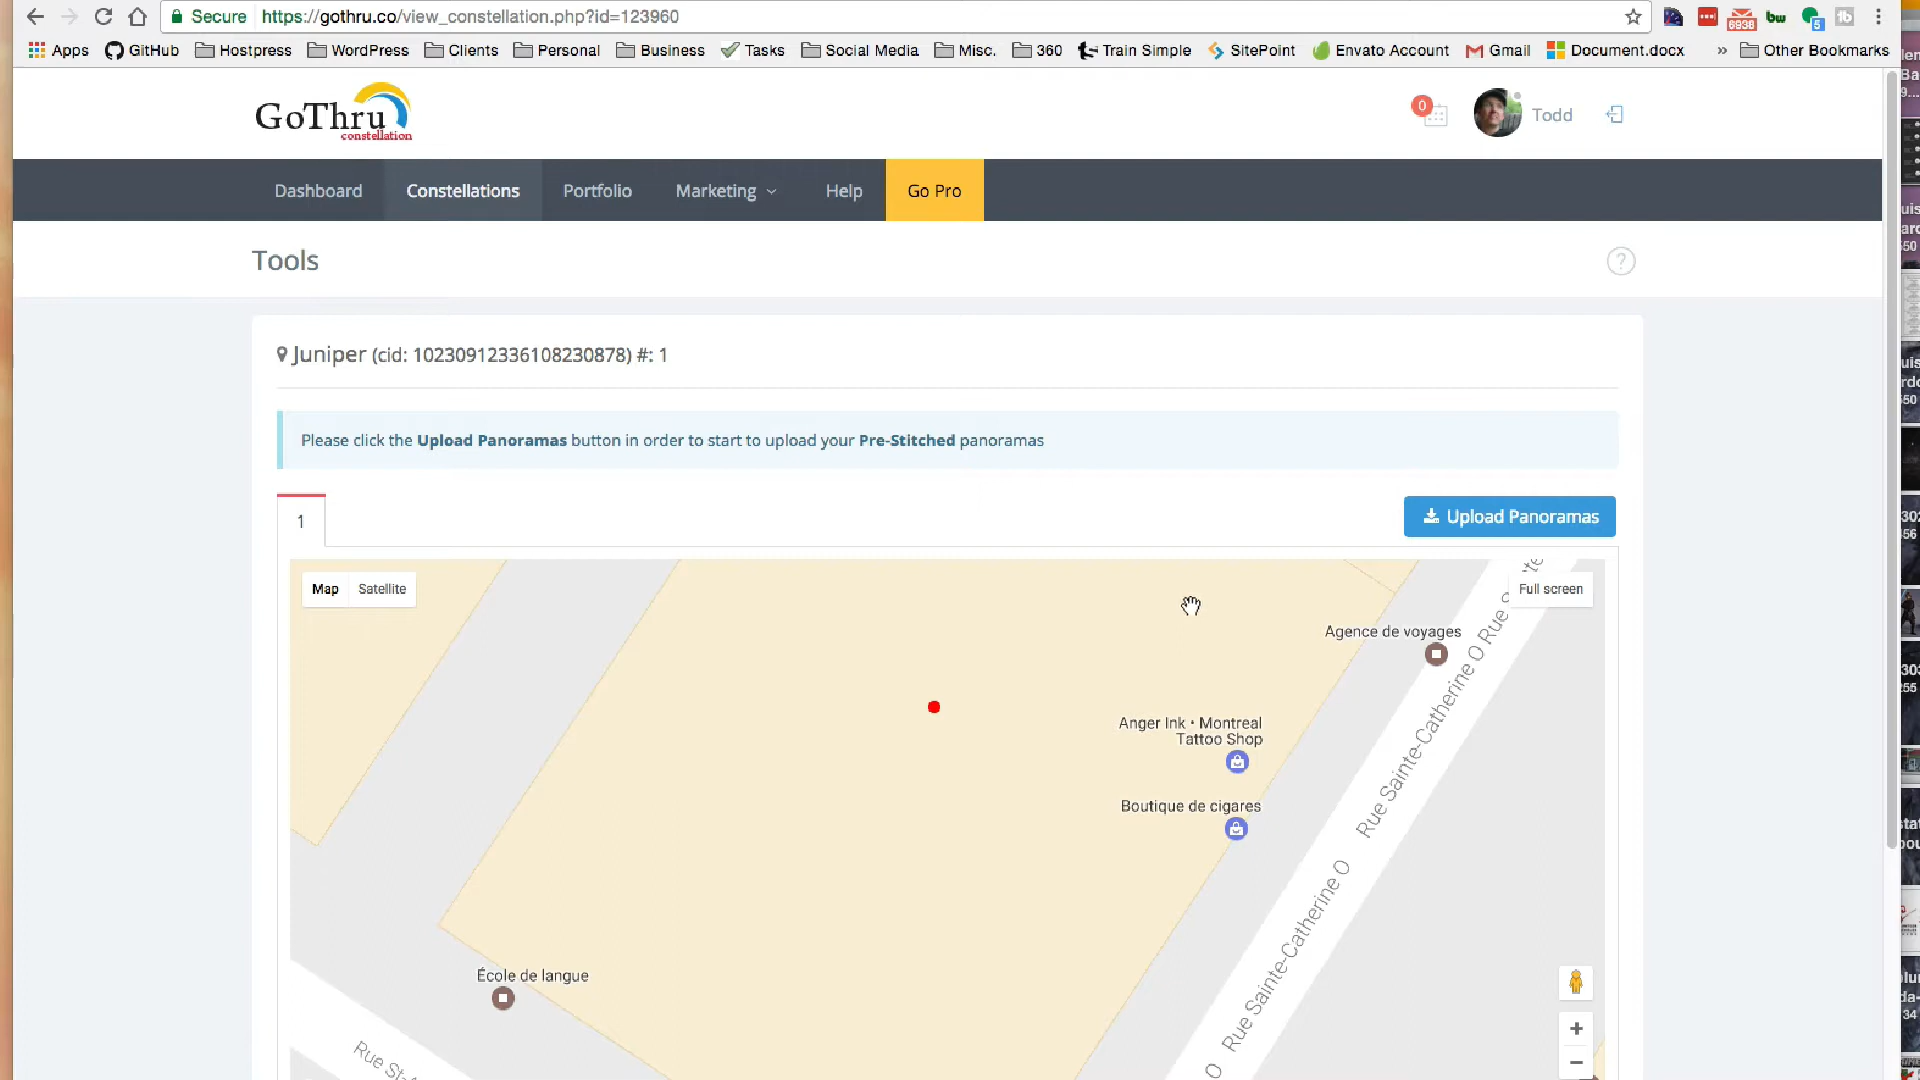 Secure https://gothru.co/view_constellation.php?id=123960
6938
bw
5
Apps GitHub Hostpress WordPress Clients Personal Business Tasks Social Media Misc. 360 Train Simple SitePoint Envato Account Gmail Document.docx » Other Bookmarks
GoThru
constellation
0
Todd
Dashboard Constellations Portfolio Marketing Help Go Pro
Tools
?
Juniper (cid: 10230912336108230878) #: 1
Please click the Upload Panoramas button in order to start to upload your Pre-Stitched panoramas
1
Upload Panoramas
Map Satellite
Full screen
Agence de voyages
Anger Ink • Montreal
Tattoo Shop
Boutique de cigares
Rue Sainte-Catherine O
Rue Sainte-Catherine O
École de langue
+
−